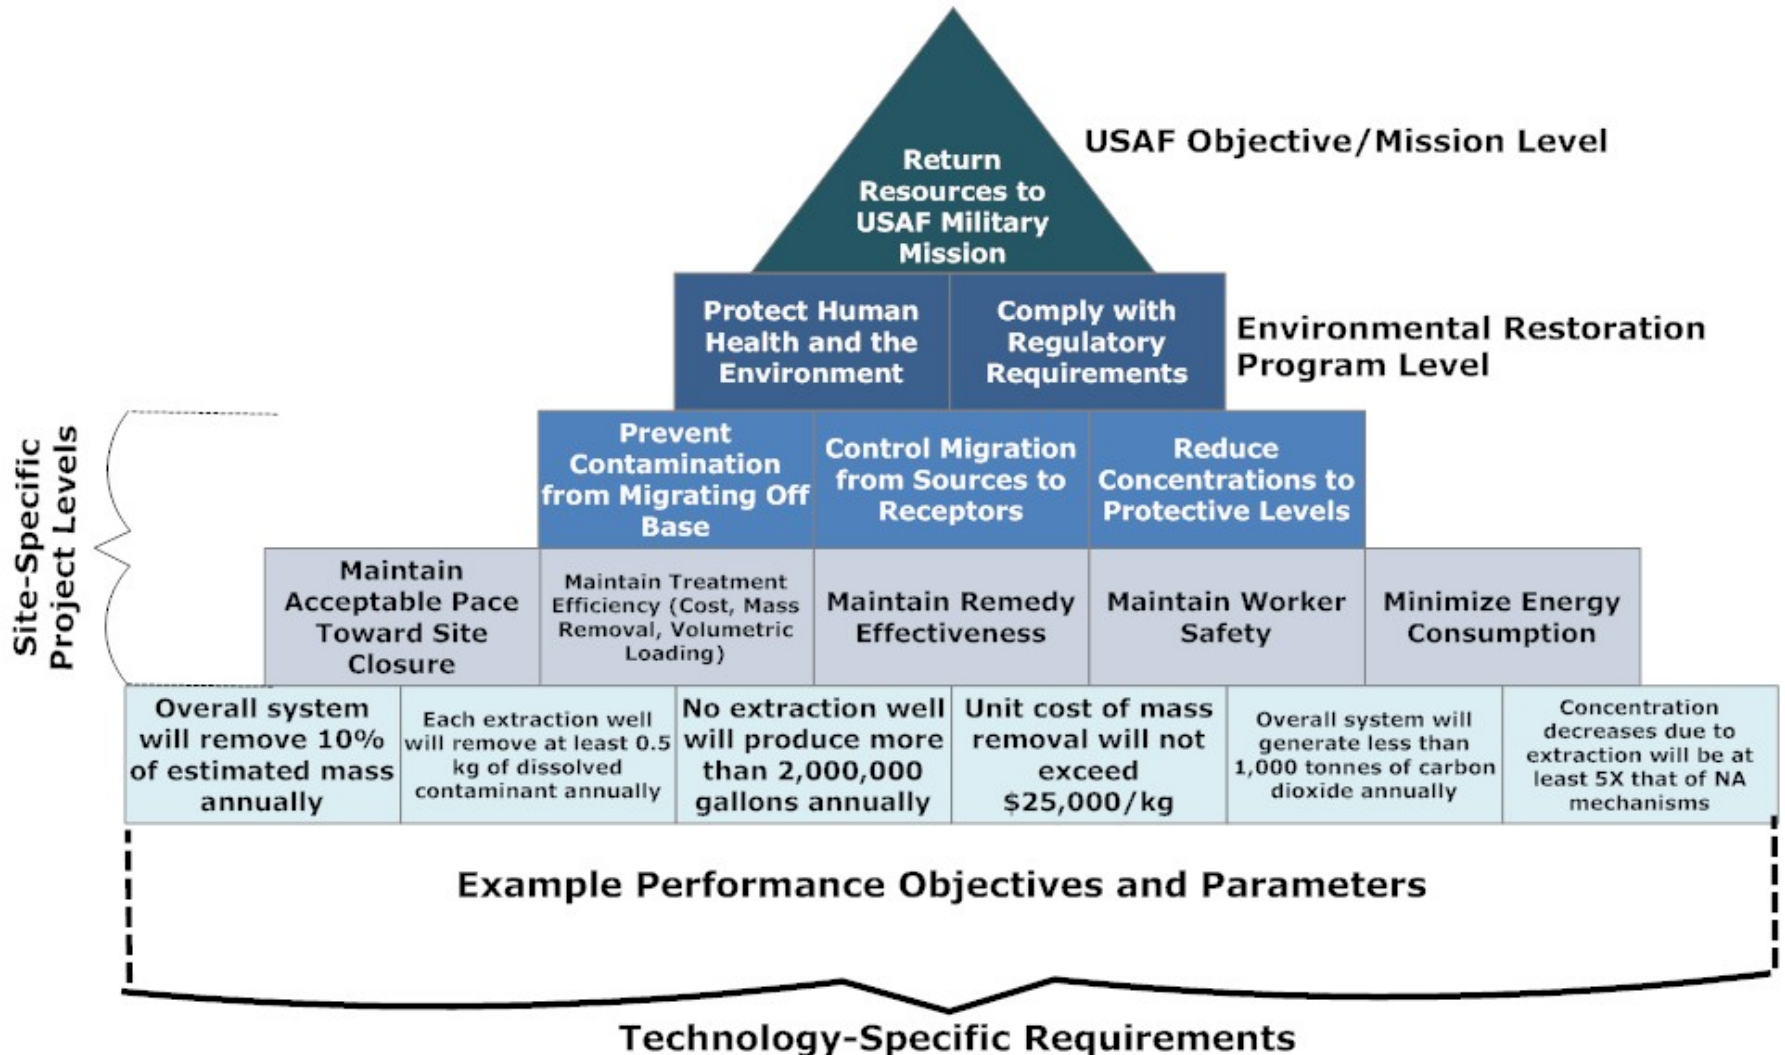 Return
Resources to
USAF Military
Mission
USAF Objective/Mission Level
Protect Human
Health and the
Environment
Comply with
Regulatory
Requirements
Environmental Restoration
Program Level
Site-Specific
Project Levels
Prevent
Contamination
from Migrating Off
Base
Control Migration
from Sources to
Receptors
Reduce
Concentrations to
Protective Levels
Maintain
Acceptable Pace
Toward Site
Closure
Maintain Treatment
Efficiency (Cost, Mass
Removal, Volumetric
Loading)
Maintain Remedy
Effectiveness
Maintain Worker
Safety
Minimize Energy
Consumption
Overall system
will remove 10%
of estimated mass
annually
Each extraction well
will remove at least 0.5
kg of dissolved
contaminant annually
No extraction well
will produce more
than 2,000,000
gallons annually
Unit cost of mass
removal will not
exceed
$25,000/kg
Overall system will
generate less than
1,000 tonnes of carbon
dioxide annually
Concentration
decreases due to
extraction will be at
least 5X that of NA
mechanisms
Example Performance Objectives and Parameters
Technology-Specific Requirements